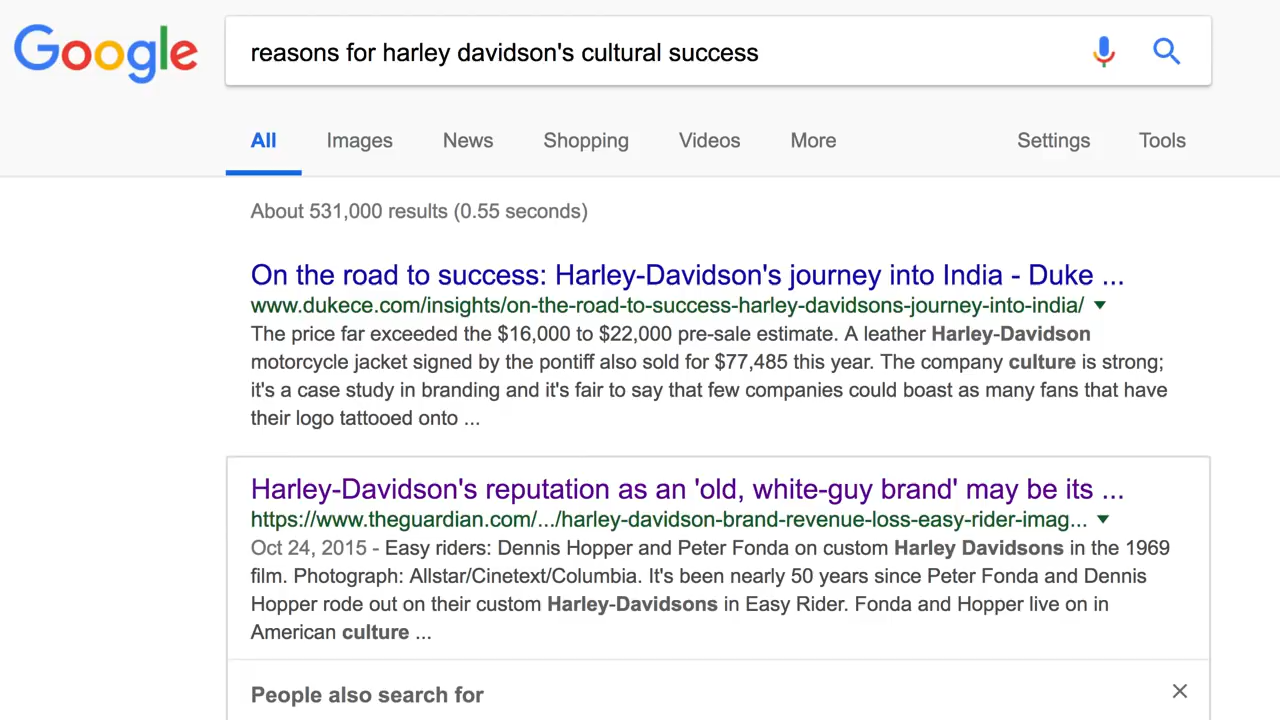 Google
reasons for harley davidson's cultural success
All Images News Shopping Videos More Settings Tools
About 531,000 results (0.55 seconds)
On the road to success: Harley-Davidson's journey into India - Duke ...
www.dukece.com/insights/on-the-road-to-success-harley-davidsons-journey-into-india/
The price far exceeded the $16,000 to $22,000 pre-sale estimate. A leather Harley-Davidson
motorcycle jacket signed by the pontiff also sold for $77,485 this year. The company culture is strong;
it's a case study in branding and it's fair to say that few companies could boast as many fans that have
their logo tattooed onto ...
Harley-Davidson's reputation as an 'old, white-guy brand' may be its ...
https://www.theguardian.com/.../harley-davidson-brand-revenue-loss-easy-rider-imag...
Oct 24, 2015 - Easy riders: Dennis Hopper and Peter Fonda on custom Harley Davidsons in the 1969
film. Photograph: Allstar/Cinetext/Columbia. It's been nearly 50 years since Peter Fonda and Dennis
Hopper rode out on their custom Harley-Davidsons in Easy Rider. Fonda and Hopper live on in
American culture ...
People also search for